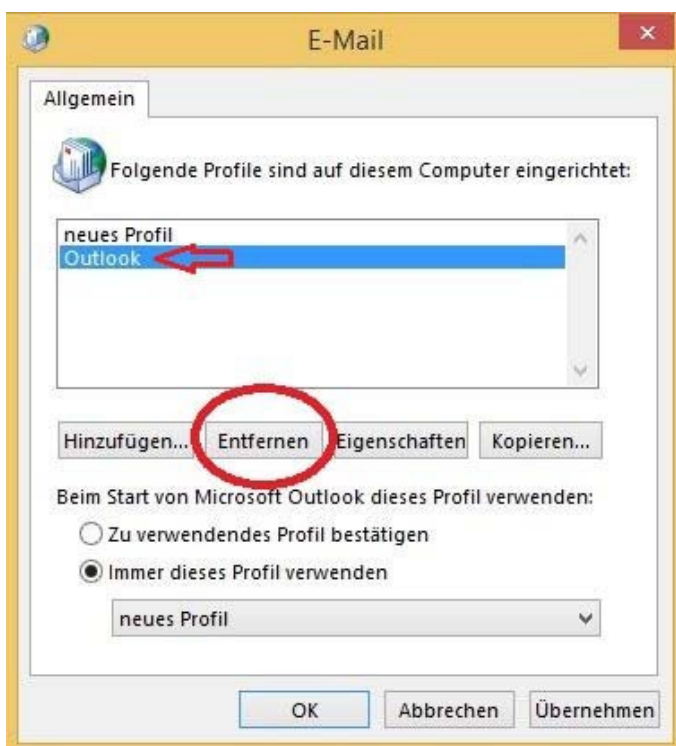 E-Mail
Allgemein
Folgende Profile sind auf diesem Computer eingerichtet:
neues Profil
Outlook
Hinzufügen... Entfernen Eigenschaften Kopieren...
Beim Start von Microsoft Outlook dieses Profil verwenden:
Zu verwendendes Profil bestätigen
Immer dieses Profil verwenden
neues Profil
OK Abbrechen Übernehmen